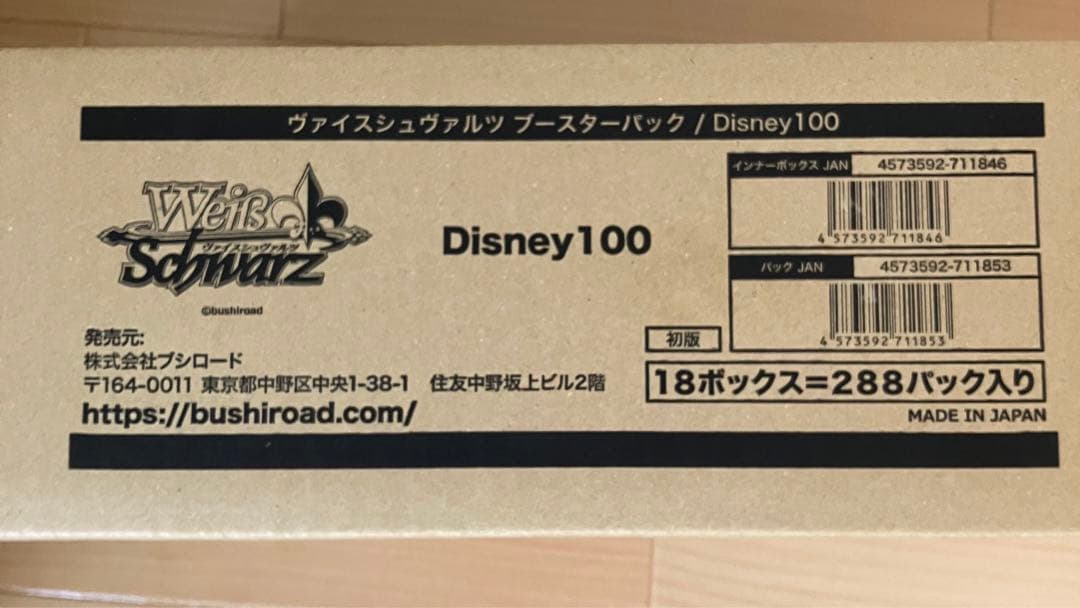 ヴァイスシュヴァルツ ブースターパック / Disney100
Weiß
ヴァイスシュヴァルツ
Schwarz
©bushiroad
Disney100
インナーボックス JAN 4573592-711846
4 573592 711846
パック JAN 4573592-711853
4 573592 711853
初版
18ボックス=288パック入り
MADE IN JAPAN
発売元:
株式会社ブシロード
〒164-0011 東京都中野区中央1-38-1 住友中野坂上ビル2階
https://bushiroad.com/